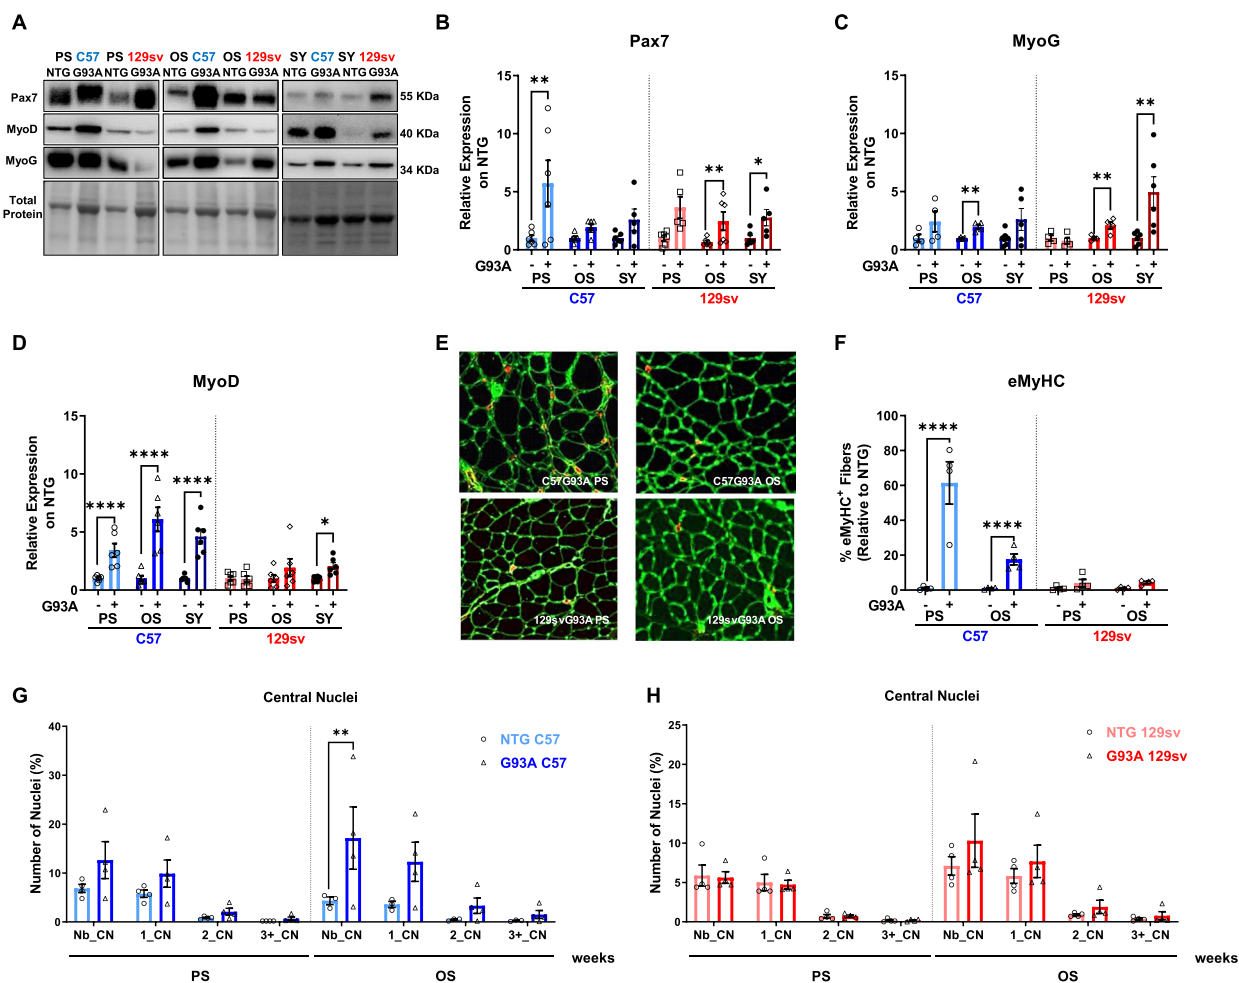 A
PS C57 PS 129sv OS C57 OS 129sv SY C57 SY 129sv
NTG G93A NTG G93A NTG G93A NTG G93A NTG G93A NTG G93A
Pax7
55 KDa
MyoD
40 KDa
MyoG
34 KDa
Total
Protein
B
Pax7
Relative Expression
on NTG
15
10
5
0
** ** *
G93A - + - + - + - + - + - +
PS OS SY PS OS SY
C57 129sv
C
MyoG
Relative Expression
on NTG
15
10
5
0
** ** **
G93A - + - + - + - + - + - +
PS OS SY PS OS SY
C57 129sv
D
MyoD
Relative Expression
on NTG
15
10
5
0
**** **** **** *
G93A - + - + - + - + - + - +
PS OS SY PS OS SY
C57 129sv
E
C57G93A PS
C57G93A OS
129svG93A PS
129svG93A OS
F
eMyHC
% eMyHC+ Fibers
(Relative to NTG)
100
80
60
40
20
0
**** ****
G93A - + - + - + - +
PS OS PS OS
C57 129sv
G
Central Nuclei
Number of Nuclei (%)
40
30
20
10
0
**
NTG C57
G93A C57
Nb_CN 1_CN 2_CN 3+_CN Nb_CN 1_CN 2_CN 3+_CN
weeks
PS OS
H
Central Nuclei
Number of Nuclei (%)
25
20
15
10
5
0
NTG 129sv
G93A 129sv
Nb_CN 1_CN 2_CN 3+_CN Nb_CN 1_CN 2_CN 3+_CN
weeks
PS OS